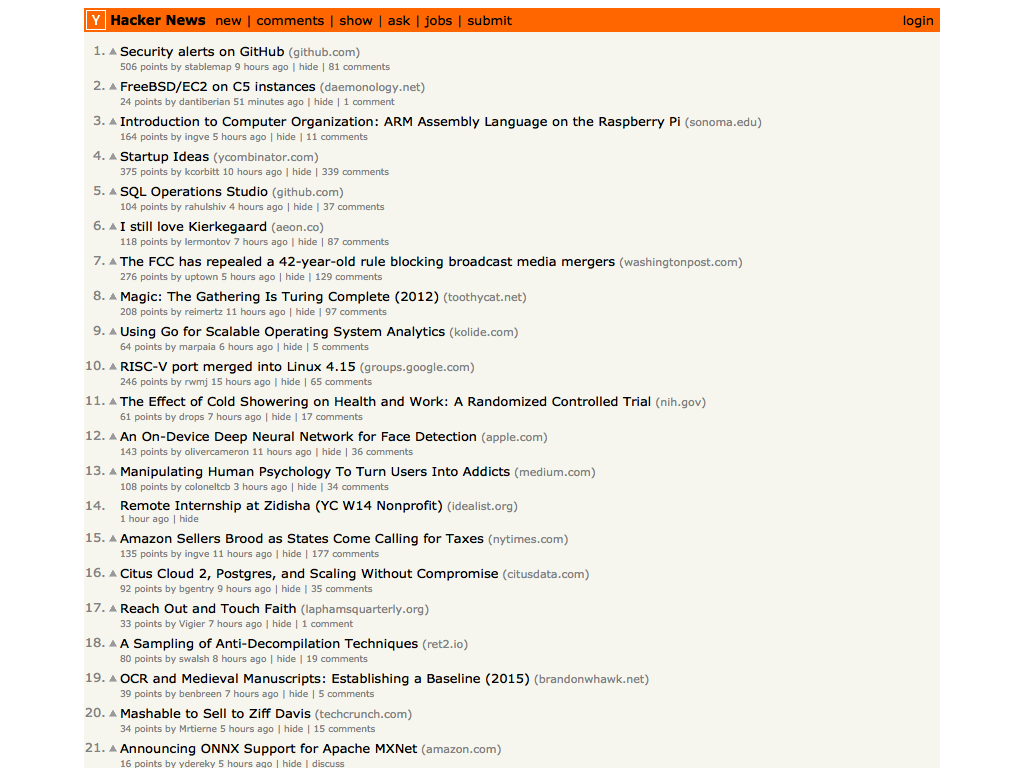 Y Hacker News new | comments | show | ask | jobs | submit login
1. Security alerts on GitHub (github.com)
506 points by stablemap 9 hours ago | hide | 81 comments
2. FreeBSD/EC2 on C5 instances (daemonology.net)
24 points by dantiberian 51 minutes ago | hide | 1 comment
3. Introduction to Computer Organization: ARM Assembly Language on the Raspberry Pi (sonoma.edu)
164 points by ingve 5 hours ago | hide | 11 comments
4. Startup Ideas (ycombinator.com)
375 points by kcorbitt 10 hours ago | hide | 339 comments
5. SQL Operations Studio (github.com)
104 points by rahulshiv 4 hours ago | hide | 37 comments
6. I still love Kierkegaard (aeon.co)
118 points by lermontov 7 hours ago | hide | 87 comments
7. The FCC has repealed a 42-year-old rule blocking broadcast media mergers (washingtonpost.com)
276 points by uptown 5 hours ago | hide | 129 comments
8. Magic: The Gathering Is Turing Complete (2012) (toothycat.net)
208 points by reimertz 11 hours ago | hide | 97 comments
9. Using Go for Scalable Operating System Analytics (kolide.com)
64 points by marpaia 6 hours ago | hide | 5 comments
10. RISC-V port merged into Linux 4.15 (groups.google.com)
246 points by rwmj 15 hours ago | hide | 65 comments
11. The Effect of Cold Showering on Health and Work: A Randomized Controlled Trial (nih.gov)
61 points by drops 7 hours ago | hide | 17 comments
12. An On-Device Deep Neural Network for Face Detection (apple.com)
143 points by olivercameron 11 hours ago | hide | 36 comments
13. Manipulating Human Psychology To Turn Users Into Addicts (medium.com)
108 points by coloneltcb 3 hours ago | hide | 34 comments
14. Remote Internship at Zidisha (YC W14 Nonprofit) (idealist.org)
1 hour ago | hide
15. Amazon Sellers Brood as States Come Calling for Taxes (nytimes.com)
135 points by ingve 11 hours ago | hide | 177 comments
16. Citus Cloud 2, Postgres, and Scaling Without Compromise (citusdata.com)
92 points by bgentry 9 hours ago | hide | 35 comments
17. Reach Out and Touch Faith (laphamsquarterly.org)
33 points by Vigier 7 hours ago | hide | 1 comment
18. A Sampling of Anti-Decompilation Techniques (ret2.io)
80 points by swalsh 8 hours ago | hide | 19 comments
19. OCR and Medieval Manuscripts: Establishing a Baseline (2015) (brandonwhawk.net)
39 points by benbreen 7 hours ago | hide | 5 comments
20. Mashable to Sell to Ziff Davis (techcrunch.com)
34 points by Mrtierne 5 hours ago | hide | 15 comments
21. Announcing ONNX Support for Apache MXNet (amazon.com)
16 points by ydereky 5 hours ago | hide | discuss